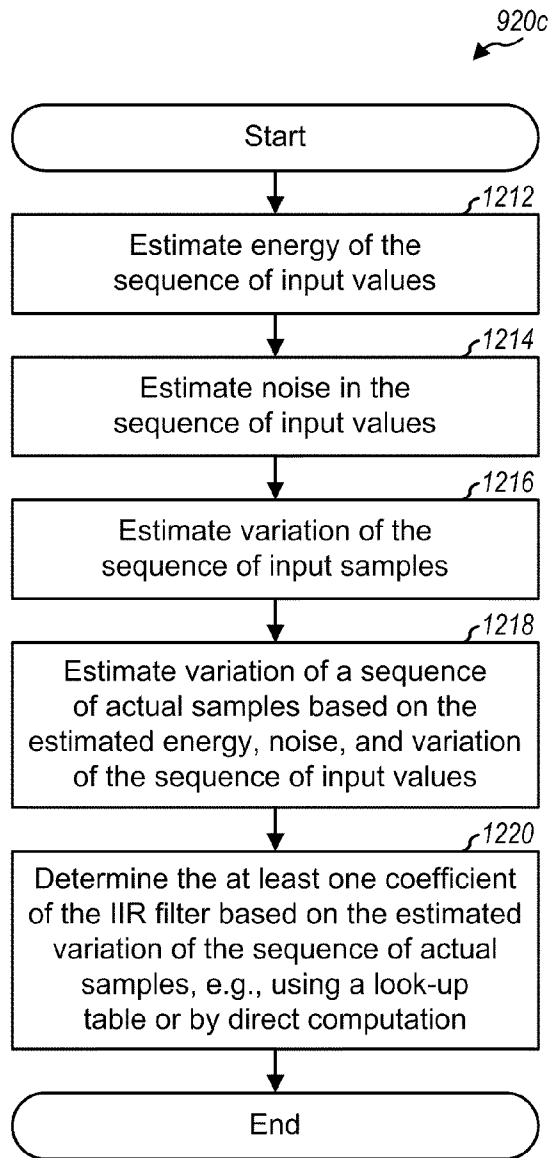 920c
Start
1212
Estimate energy of the
sequence of input values
1214
Estimate noise in the
sequence of input values
1216
Estimate variation of the
sequence of input samples
1218
Estimate variation of a sequence
of actual samples based on the
estimated energy, noise, and variation
of the sequence of input values
1220
Determine the at least one coefficient
of the IIR filter based on the estimated
variation of the sequence of actual
samples, e.g., using a look-up
table or by direct computation
End